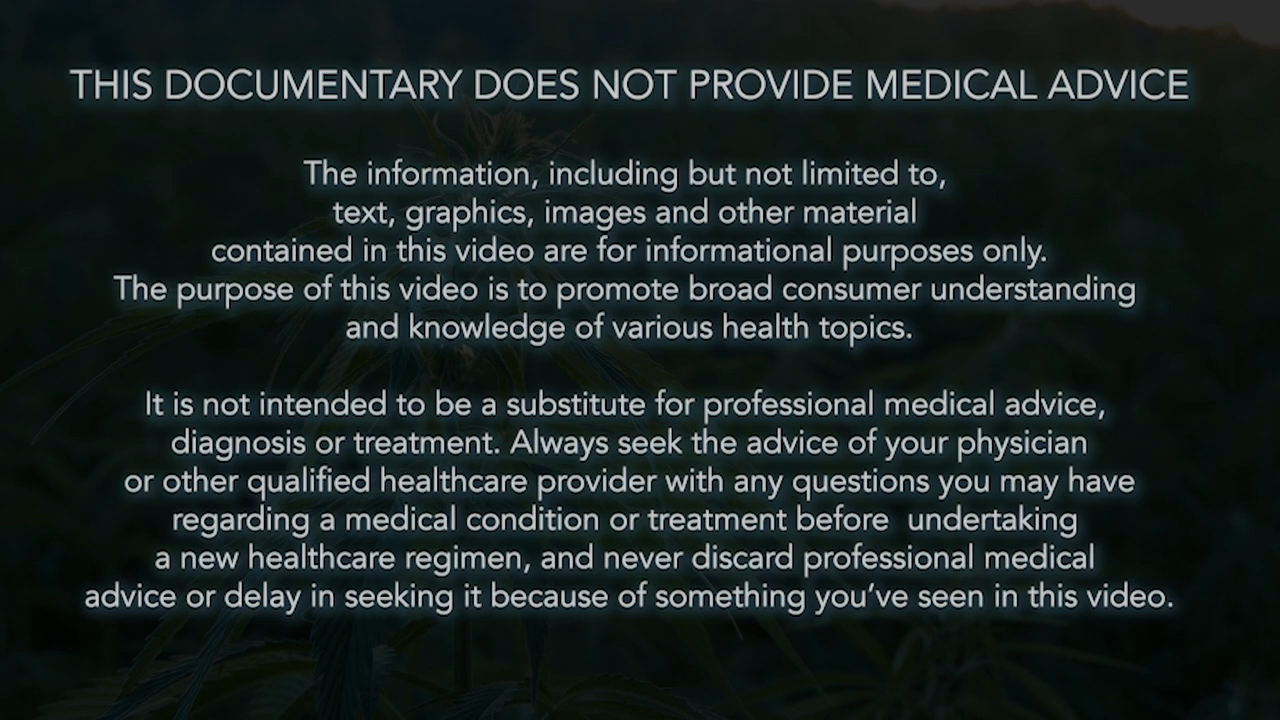 THIS DOCUMENTARY DOES NOT PROVIDE MEDICAL ADVICE
The information, including but not limited to,
text, graphics, images and other material
contained in this video are for informational purposes only.
The purpose of this video is to promote broad consumer understanding
and knowledge of various health topics.
It is not intended to be a substitute for professional medical advice,
diagnosis or treatment. Always seek the advice of your physician
or other qualified healthcare provider with any questions you may have
regarding a medical condition or treatment before  undertaking
a new healthcare regimen, and never discard professional medical
advice or delay in seeking it because of something you’ve seen in this video.